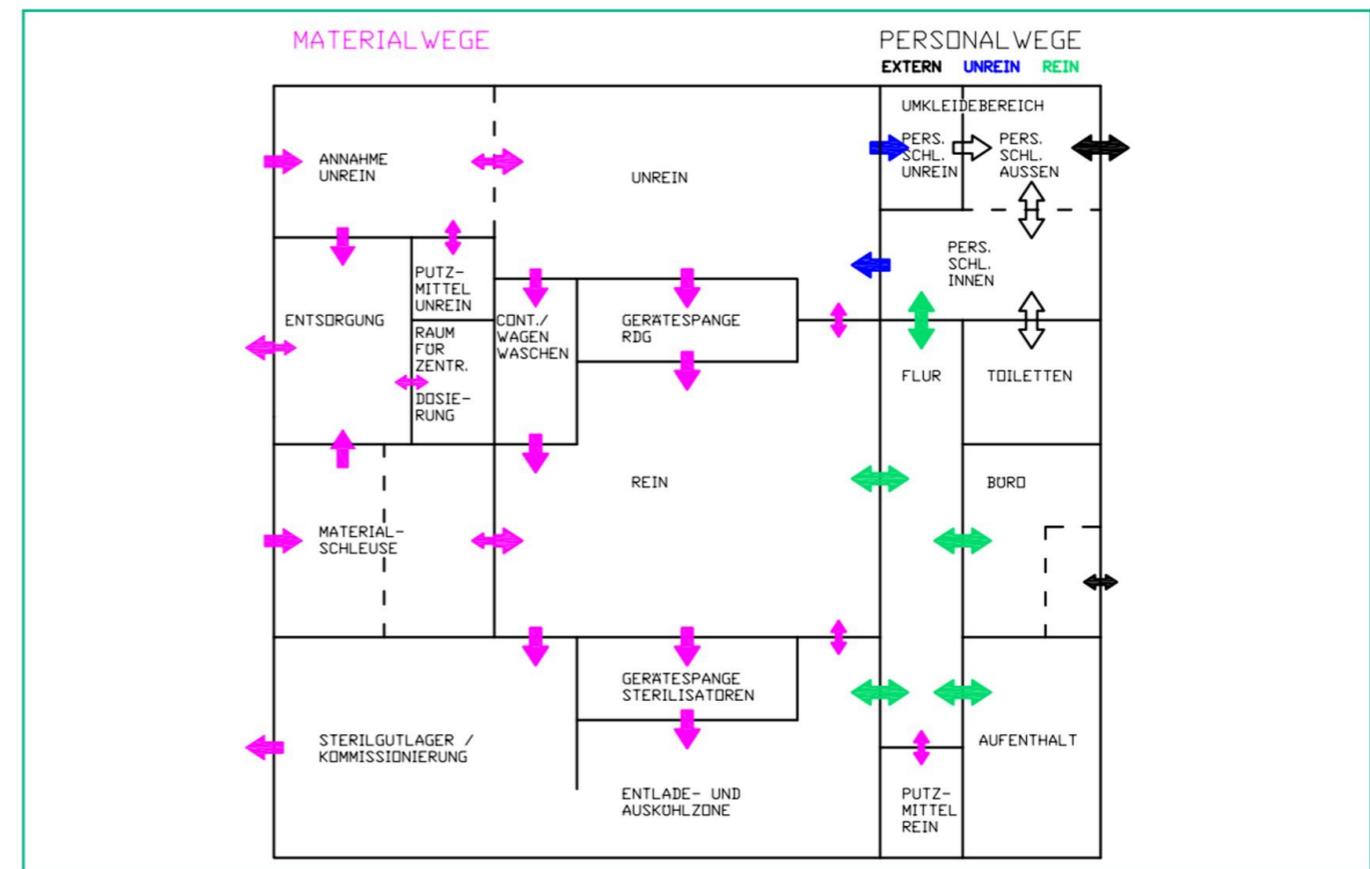 MATERIALWEGE
PERSONALWEGE
EXTERN UNREIN REIN
UMKLEIDEBEREICH
PERS.
SCHL.
UNREIN
PERS.
SCHL.
AUSSEN
ANNAHME
UNREIN
UNREIN
PERS.
SCHL.
INNEN
PUTZ-
MITTEL
UNREIN
ENTSORGUNG
RAUM
FÜR
ZENTR.
DOSIE-
RUNG
CONT./
WAGEN
WASCHEN
GERÄTESPANGE
RDG
FLUR
TOILETTEN
REIN
BÜRO
MATERIAL-
SCHLEUSE
GERÄTESPANGE
STERILISATOREN
STERILGUTLAGER /
KOMMISSIONIERUNG
AUFENTHALT
ENTLADE- UND
AUSKÜHLZONE
PUTZ-
MITTEL
REIN